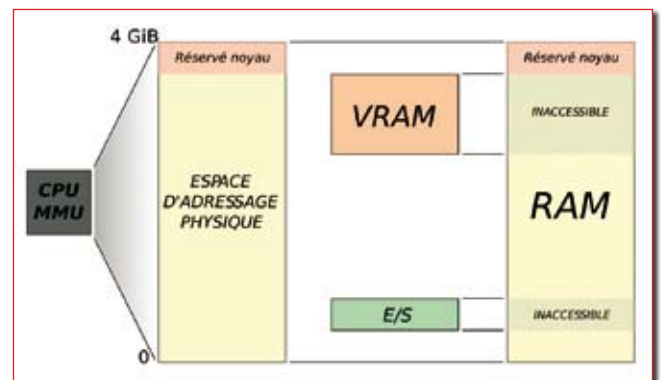 4 GiB
Réservé noyau
Réservé noyau
VRAM
INACCESSIBLE
CPU
MMU
ESPACE
D'ADRESSAGE
PHYSIQUE
RAM
E/S
INACCESSIBLE
0